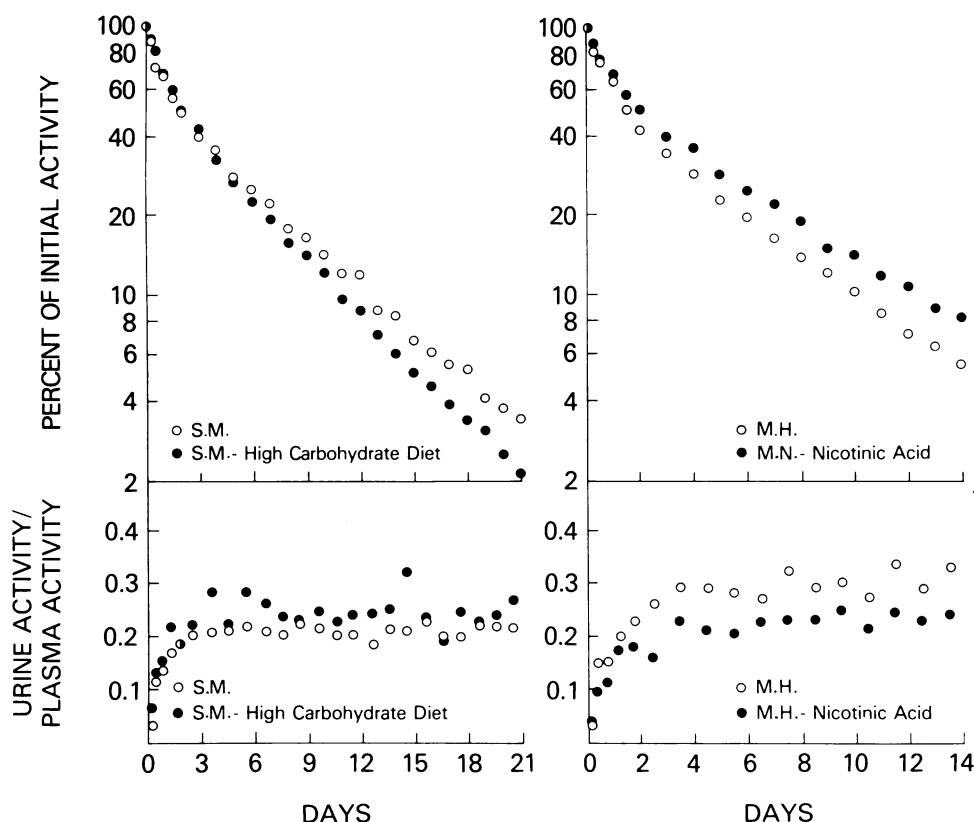 PERCENT OF INITIAL ACTIVITY
100
80
60
40
20
10
8
6
4
2
S.M.
S.M.- High Carbohydrate Diet
100
80
60
40
20
10
8
6
4
2
M.H.
M.N.- Nicotinic Acid
URINE ACTIVITY/
PLASMA ACTIVITY
0.4
0.3
0.2
0.1
S.M.
S.M.- High Carbohydrate Diet
0 3 6 9 12 15 18 21
DAYS
0.4
0.3
0.2
0.1
M.H.
M.H.- Nicotinic Acid
0 2 4 6 8 10 12 14
DAYS